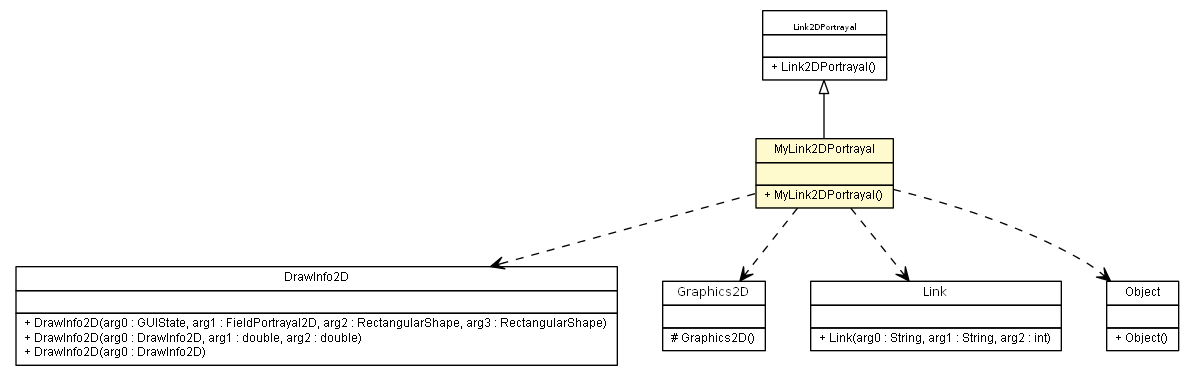 Link2DPortrayal
+ Link2DPortrayal()
MyLink2DPortrayal
+ MyLink2DPortrayal()
DrawInfo2D
+ DrawInfo2D(arg0 : GUIState, arg1 : FieldPortrayal2D, arg2 : RectangularShape, arg3 : RectangularShape)
+ DrawInfo2D(arg0 : DrawInfo2D, arg1 : double, arg2 : double)
+ DrawInfo2D(arg0 : DrawInfo2D)
Graphics2D
# Graphics2D()
Link
+ Link(arg0 : String, arg1 : String, arg2 : int)
Object
+ Object()